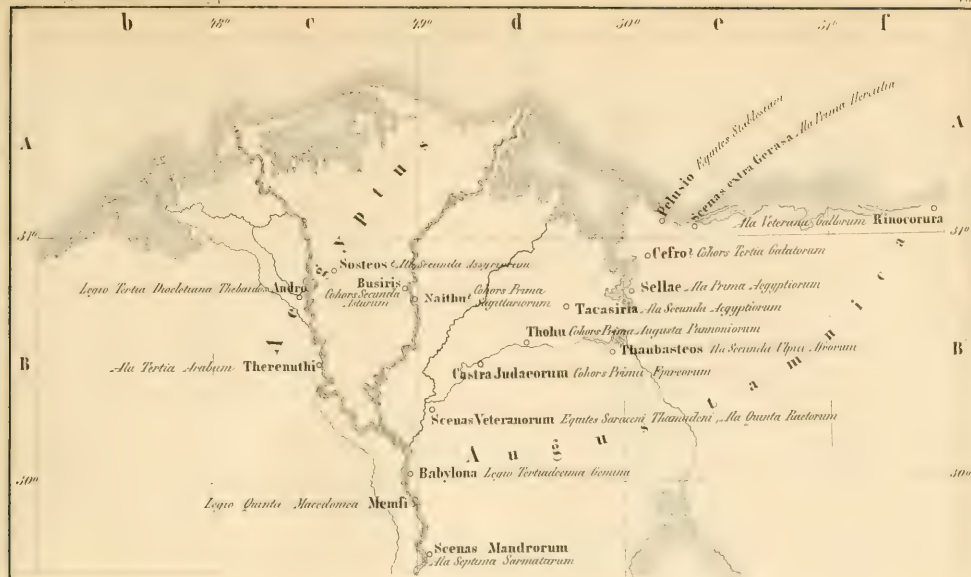 b 48° c 49° d 50° e 51° f
A
A
Pelusio Equites Stablesiani
Scenas extra Gerasa Ala Prima Herculia
Ala Veterana Gallorum Rinocorura
31°
31°
Cefro? Cohors Tertia Galatarum
Sosteos? Ala Secunda Assyriorum
Legio Tertia Diocletiana Thebaidos Andro
Busiris
Cohors Secunda
Asturum
Naithu? Cohors Prima
Sagittariorum
Sellae Ala Prima Aegyptiorum
Tacasiria Ala Secunda Aegyptiorum
Thohu Cohors Prima Augusta Pannoniorum
Thaubasteos Ala Secunda Ulpia Afrorum
B
B
Ala Tertia Arabum Therenuthi
Castra Judaeorum Cohors Prima Epireorum
Scenas Veteranorum Equites Saraceni Thamudeni, Ala Quinta Raetorum
Aegyptus
Augustamnica
Babylona Legio Tertiadecima Gemina
30°
30°
Legio Quinta Macedonica Memfi
Scenas Mandrorum
Ala Septima Sarmatarum